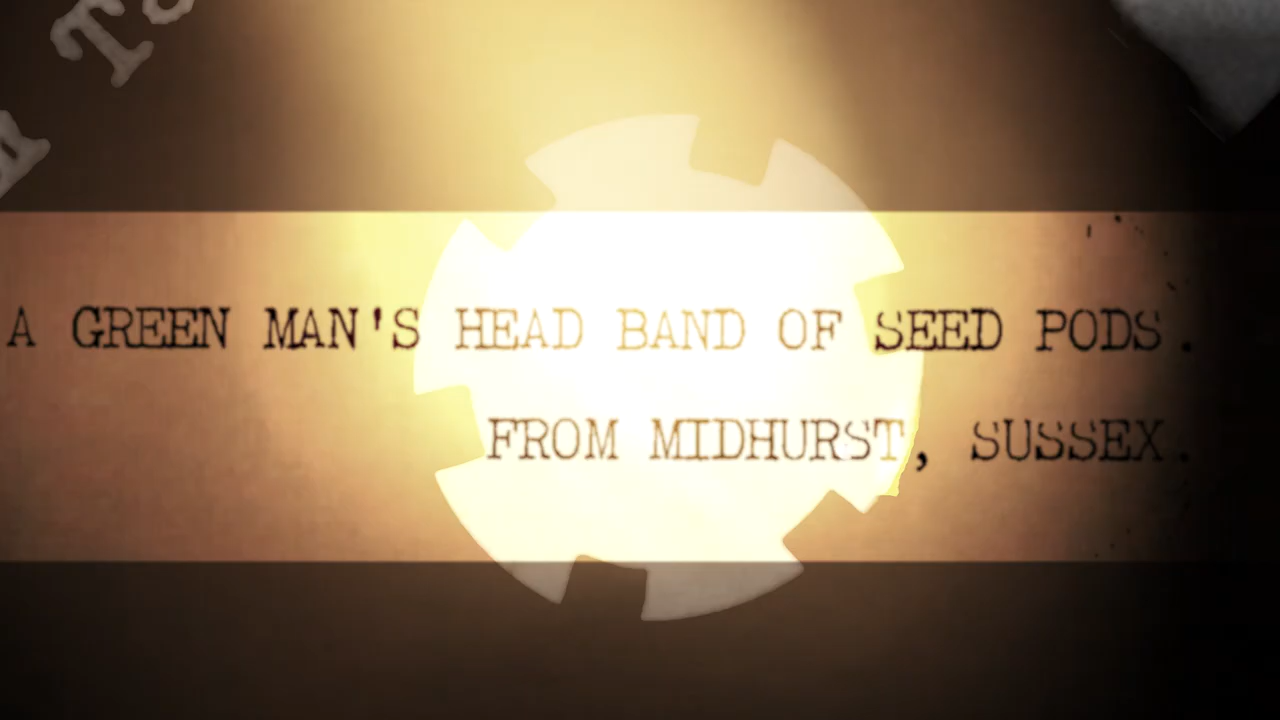 A GREEN MAN'S HEAD BAND OF SEED PODS.
FROM MIDHURST, SUSSEX.